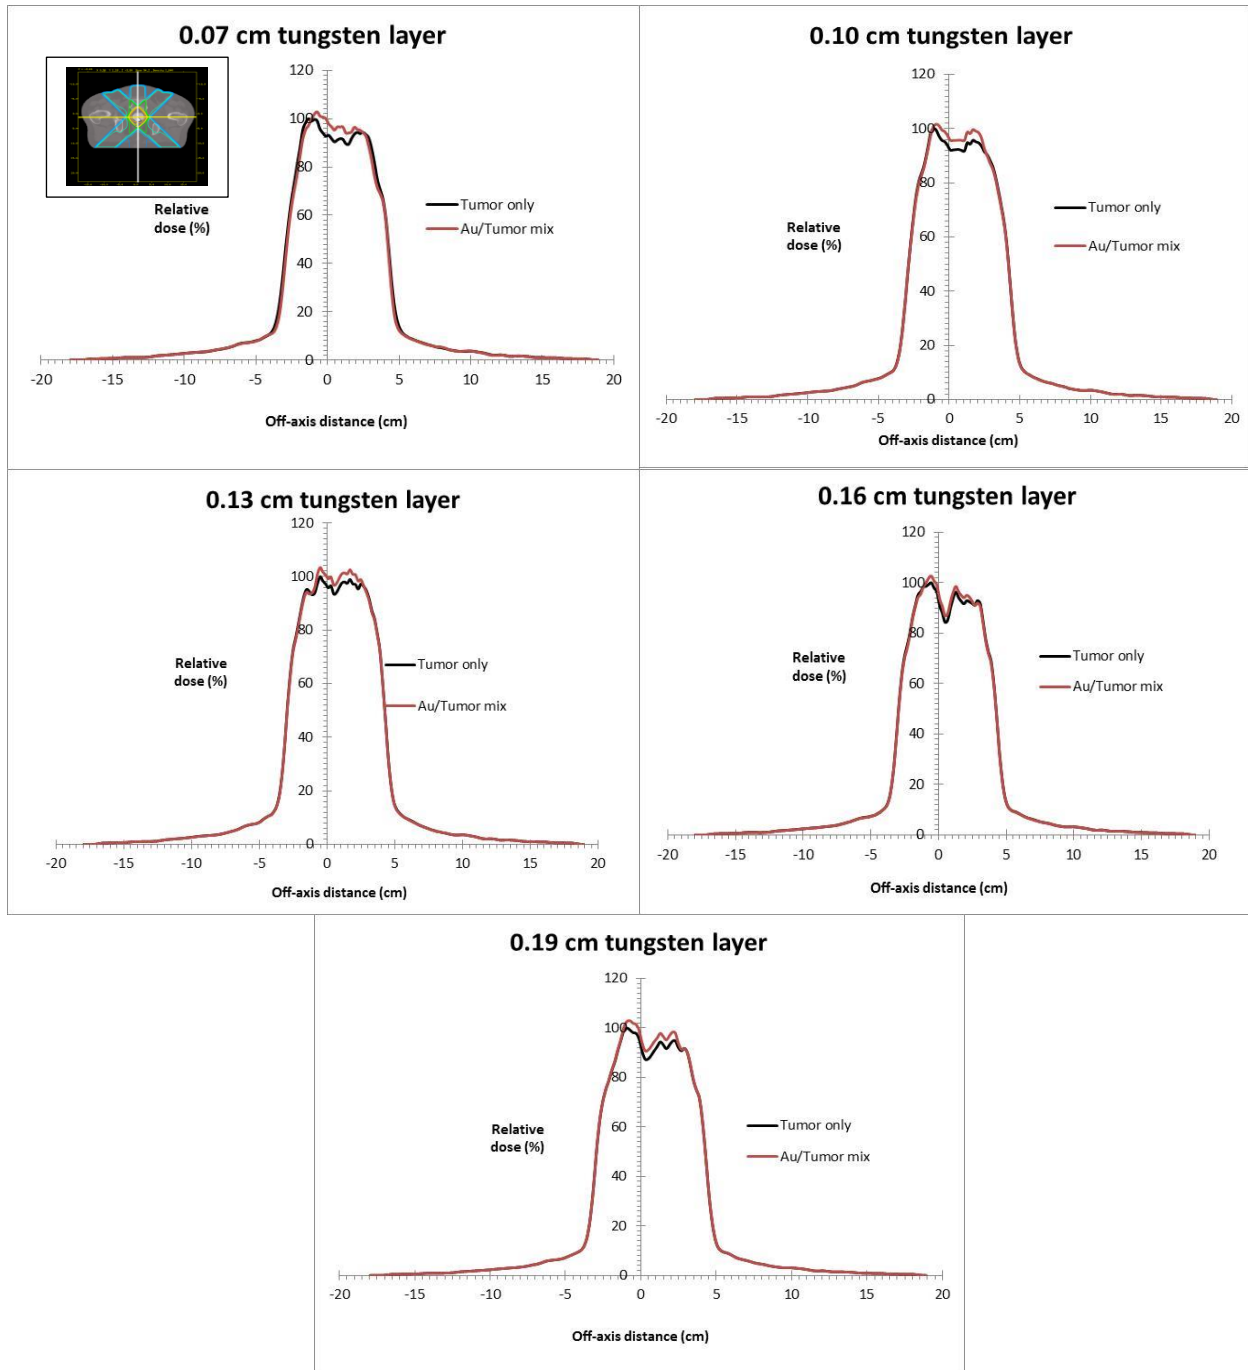 0.07 cm tungsten layer
120
100
80
60
40
20
0
Relative
dose (%)
Tumor only
Au/Tumor mix
-20 -15 -10 -5 0 5 10 15 20
Off-axis distance (cm)
0.10 cm tungsten layer
120
100
80
60
40
20
0
Relative
dose (%)
Tumor only
Au/Tumor mix
-20 -15 -10 -5 0 5 10 15 20
Off-axis distance (cm)
0.13 cm tungsten layer
120
100
80
60
40
20
0
Relative
dose (%)
Tumor only
Au/Tumor mix
-20 -15 -10 -5 0 5 10 15 20
Off-axis distance (cm)
0.16 cm tungsten layer
120
100
80
60
40
20
0
Relative
dose (%)
Tumor only
Au/Tumor mix
-20 -15 -10 -5 0 5 10 15 20
Off-axis distance (cm)
0.19 cm tungsten layer
120
100
80
60
40
20
0
Relative
dose (%)
Tumor only
Au/Tumor mix
-20 -15 -10 -5 0 5 10 15 20
Off-axis distance (cm)